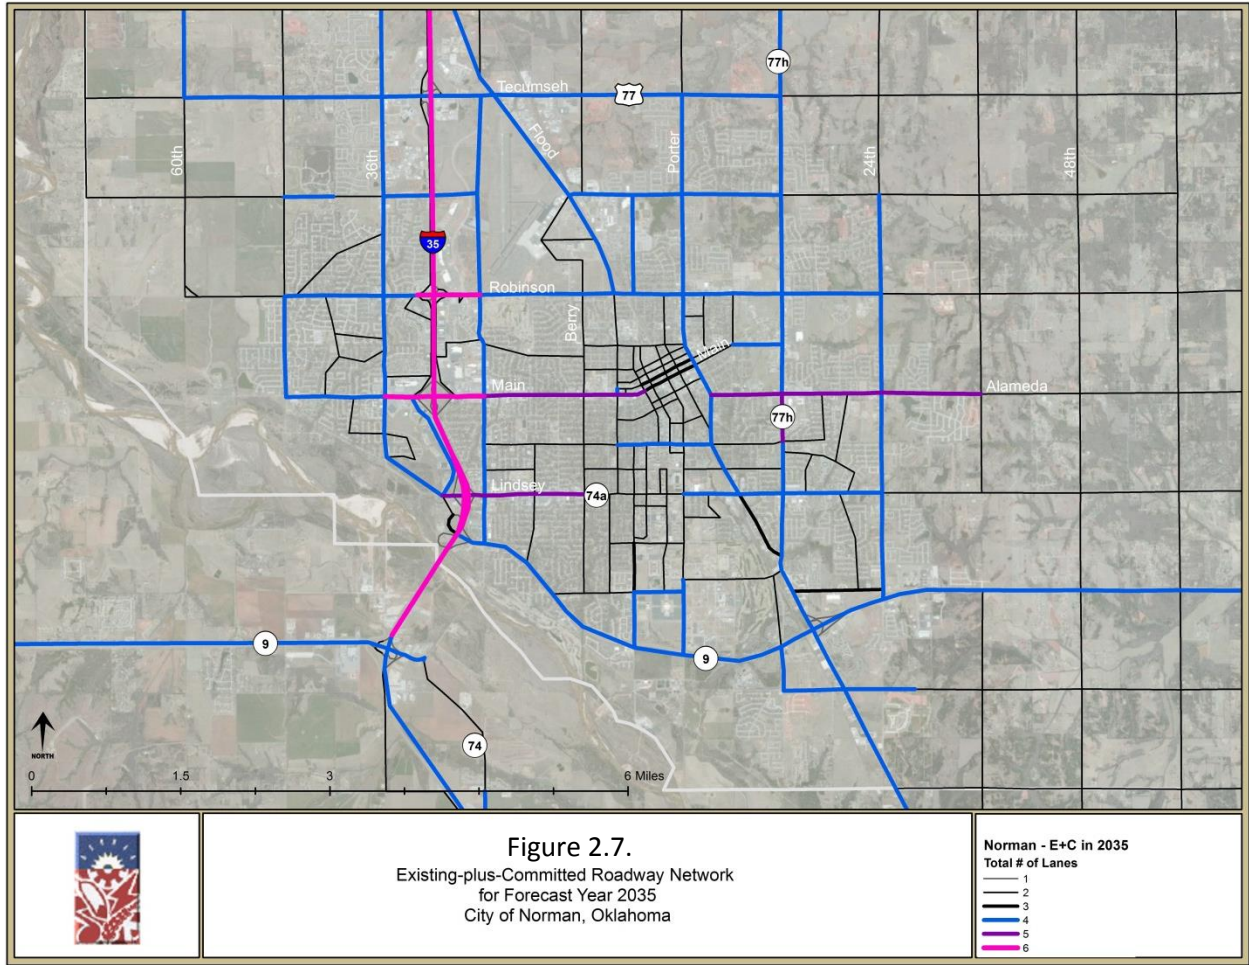 77h
Tecumseh
77
Flood
60th
36th
Porter
24th
48th
35
Robinson
Berry
Main
Main
Alameda
77h
Lindsey
74a
9
9
74
NORTH
0
1.5
3
6 Miles
Figure 2.7.
Existing-plus-Committed Roadway Network
for Forecast Year 2035
City of Norman, Oklahoma
Norman - E+C in 2035
Total # of Lanes
1
2
3
4
5
6